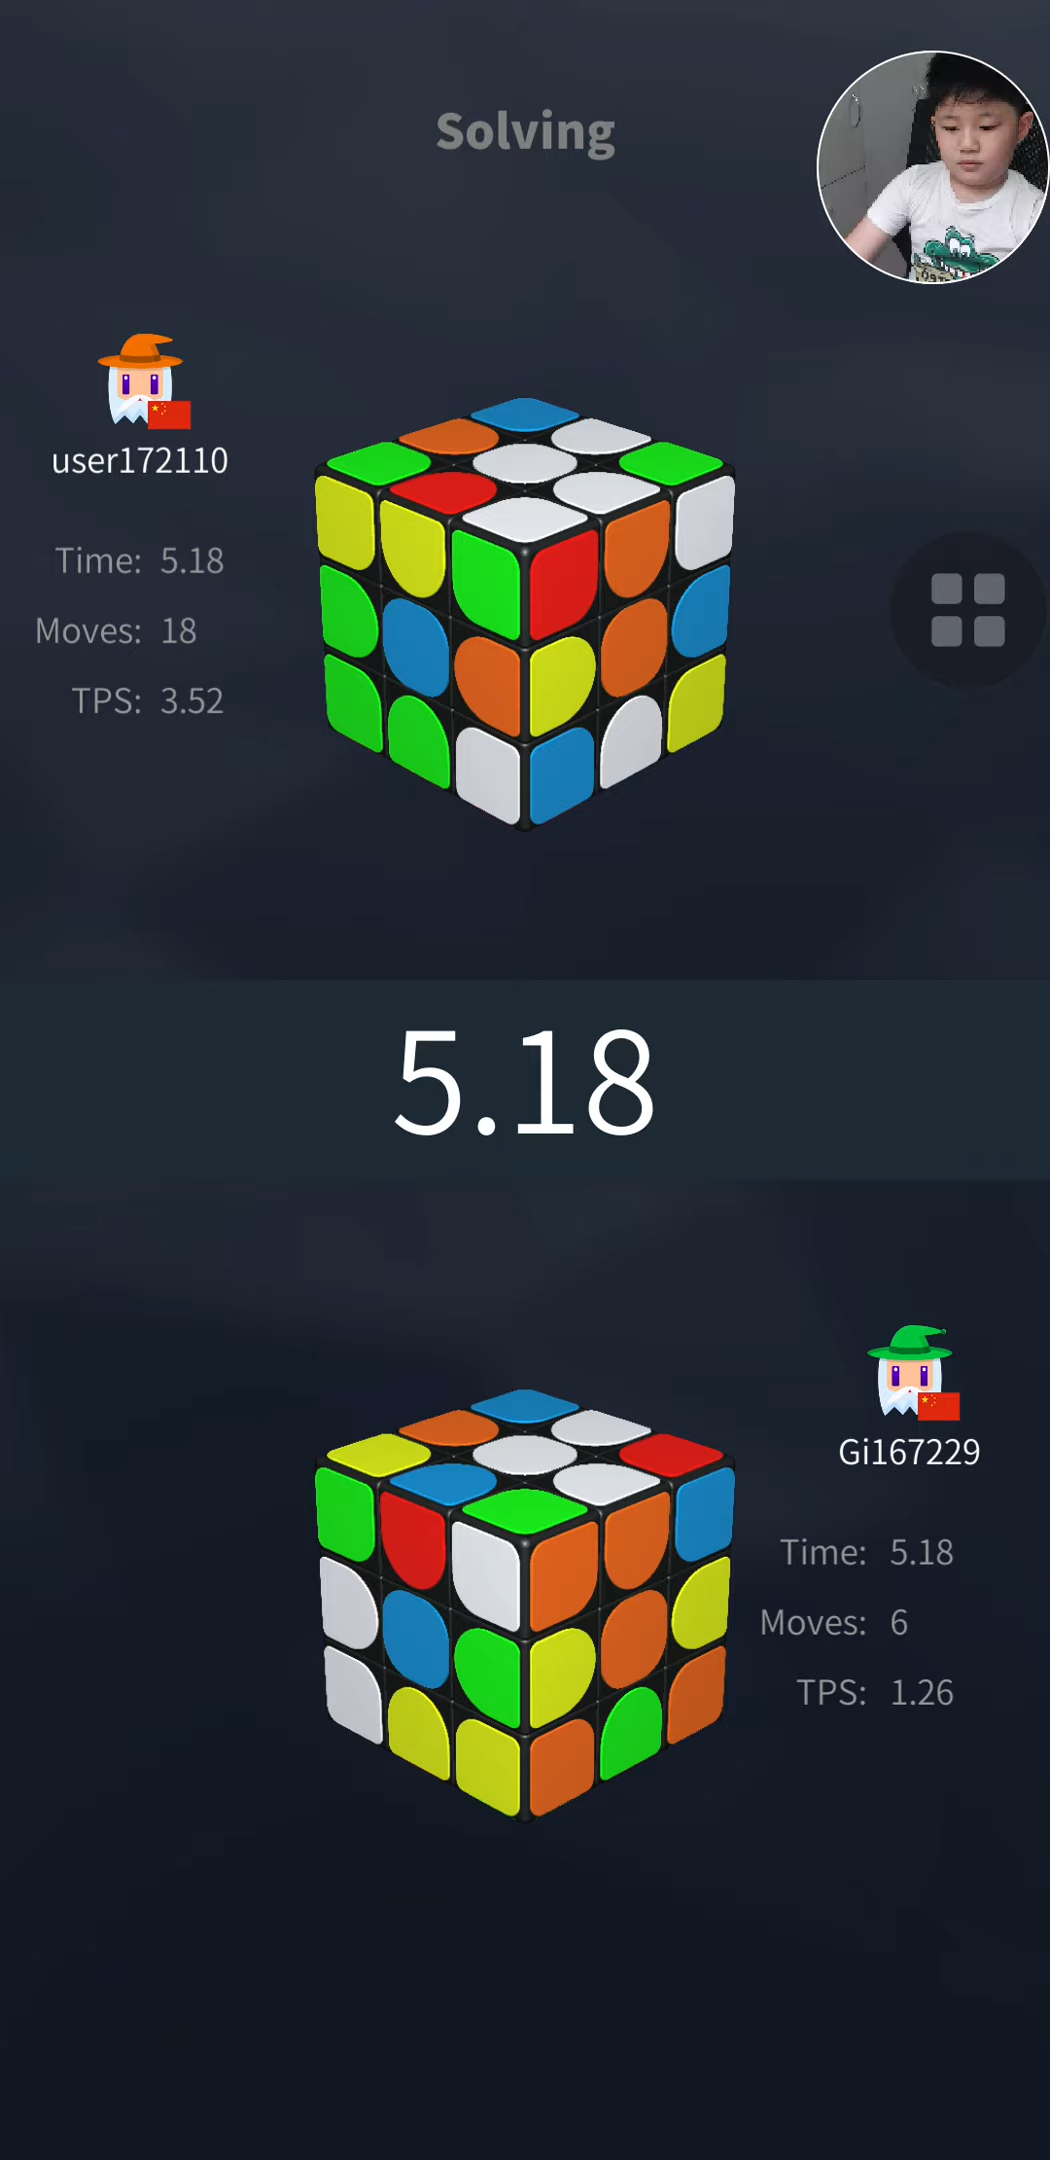 Solving
user172110
Time: 5.18
Moves: 18
TPS: 3.52
5.18
Gi167229
Time: 5.18
Moves: 6
TPS: 1.26